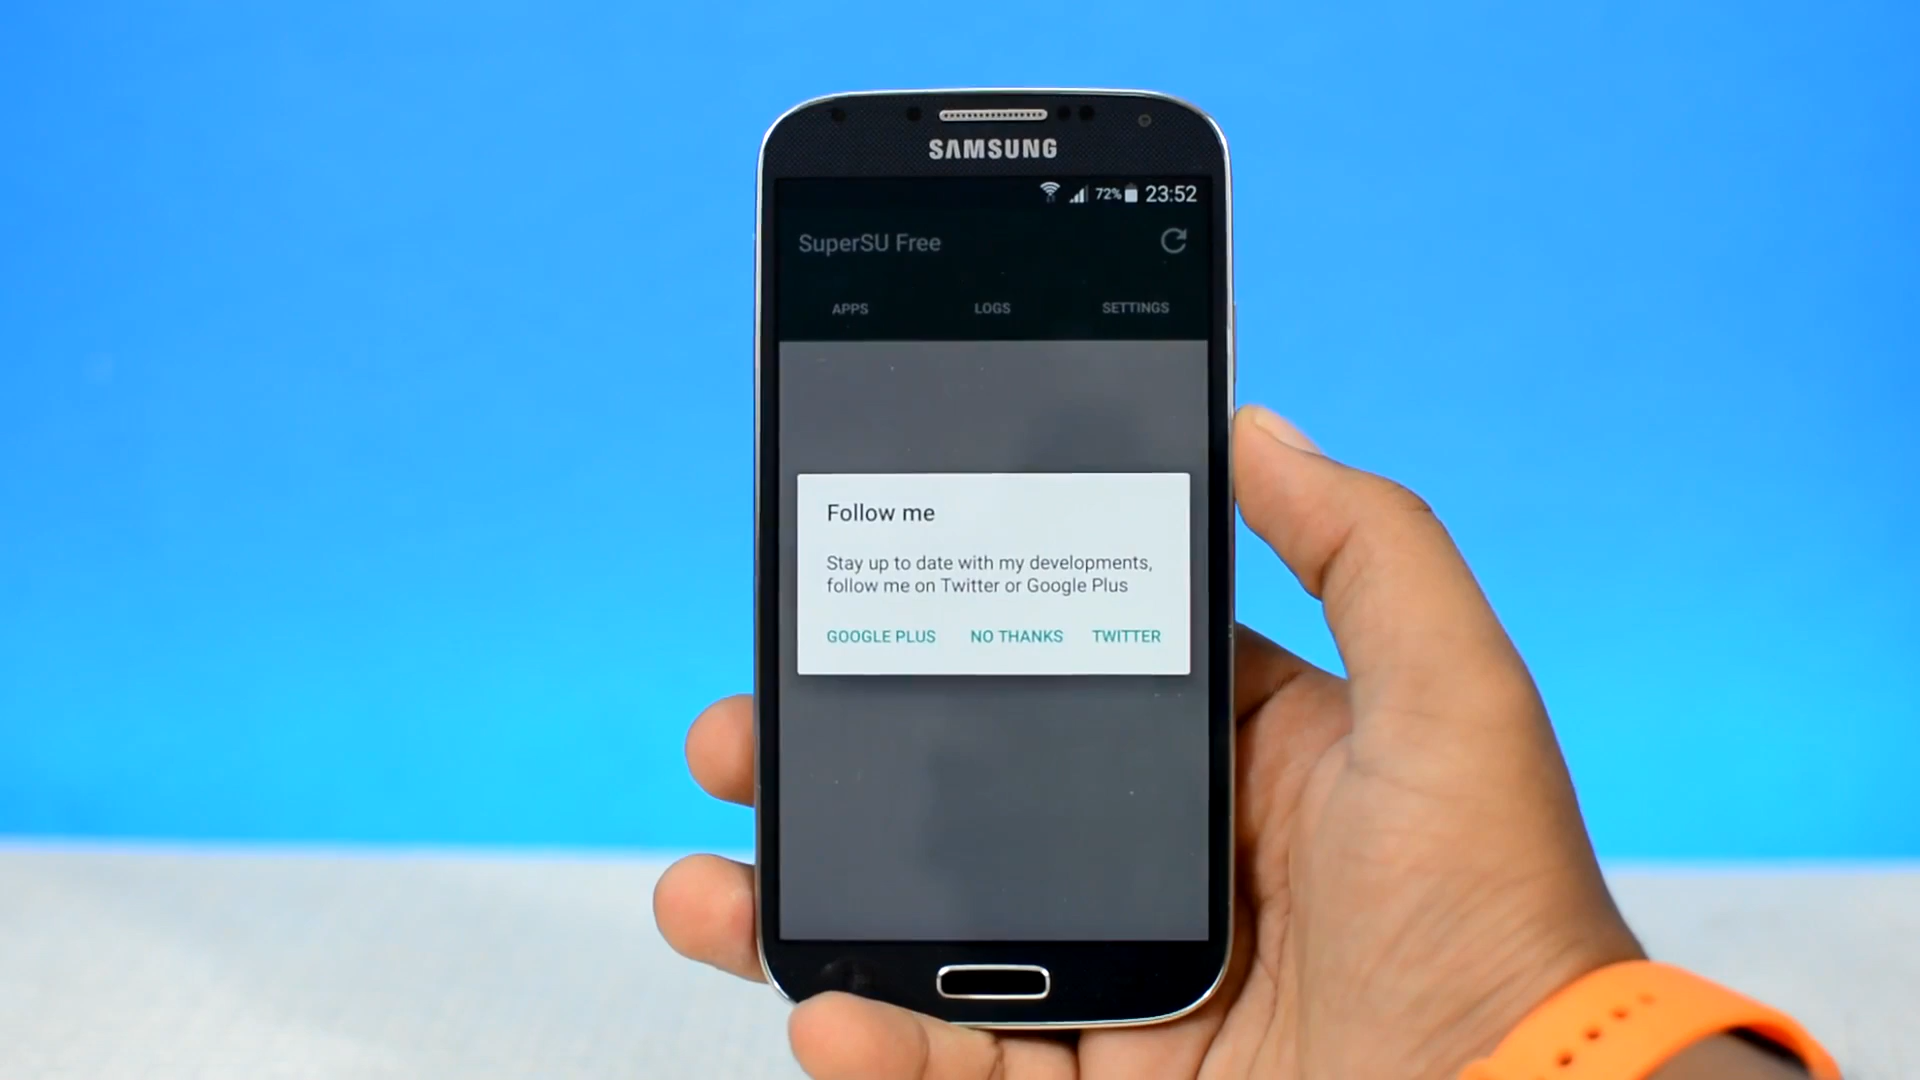 SAMSUNG
72% 23:52
SuperSU Free
APPS LOGS SETTINGS
Follow me
Stay up to date with my developments,
follow me on Twitter or Google Plus
GOOGLE PLUS NO THANKS TWITTER